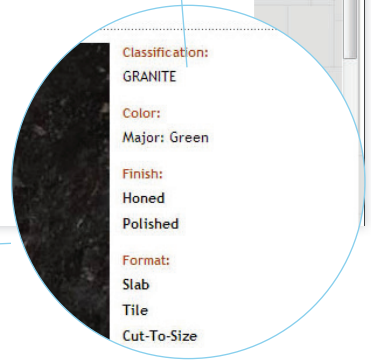 Classification:
GRANITE
Color:
Major: Green
Finish:
Honed
Polished
Format:
Slab
Tile
Cut-To-Size